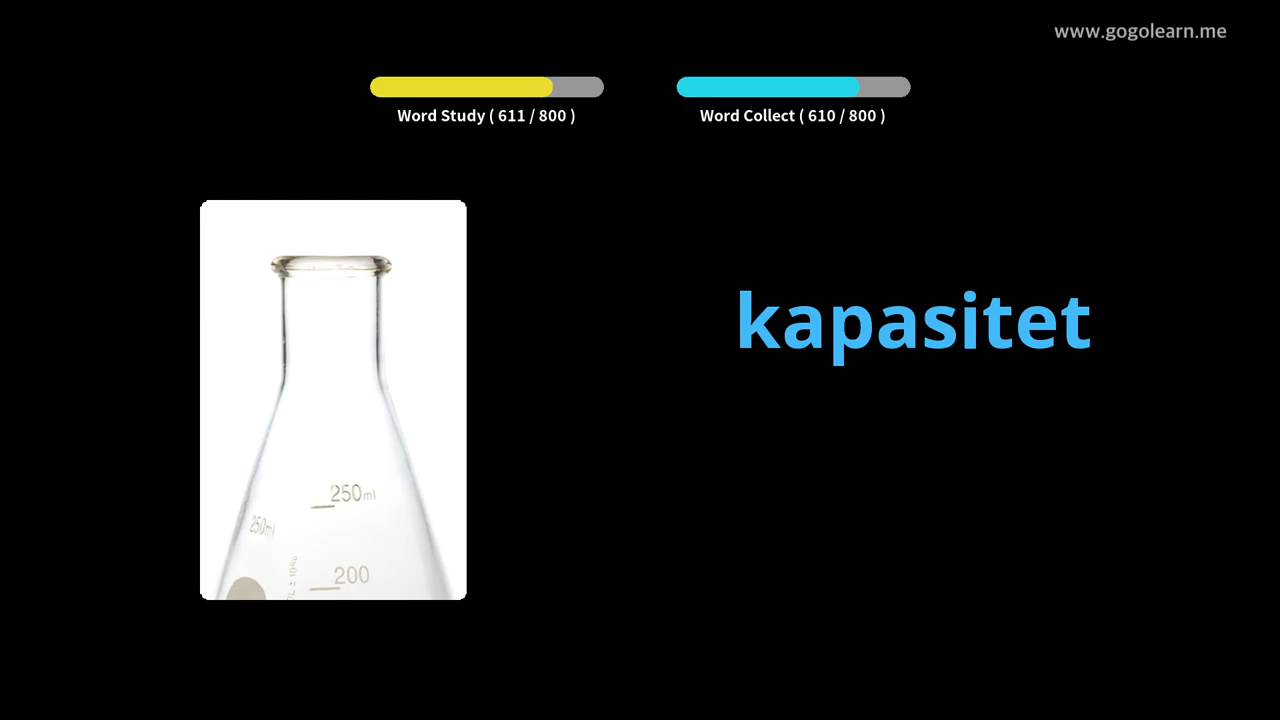 www.gogolearn.me
Word Study ( 611 / 800 )
Word Collect ( 610 / 800 )
kapasitet
250ml
250ml
200